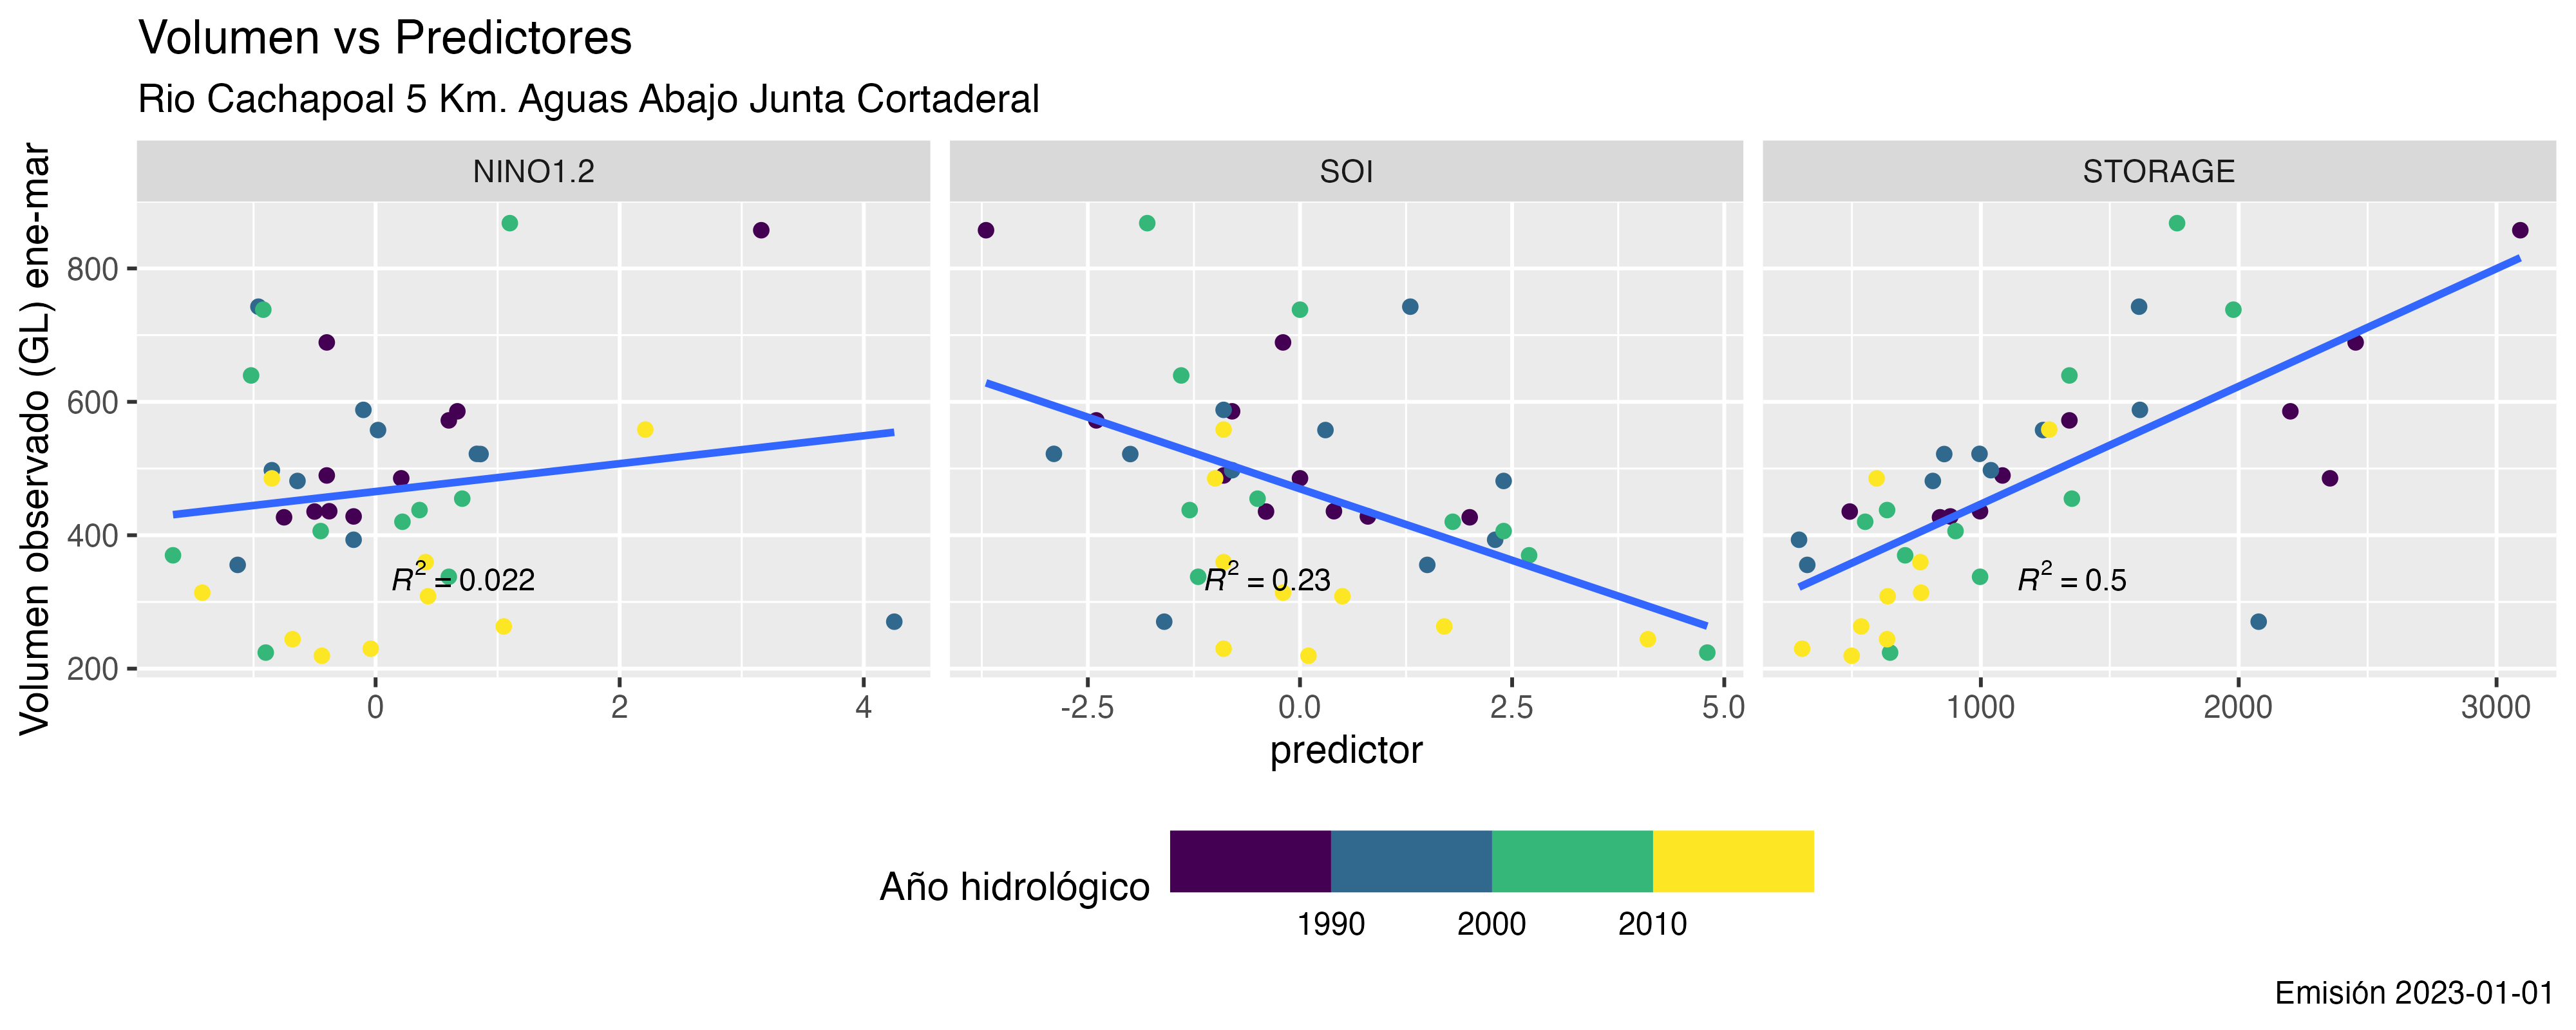 Volumen vs Predictores
Rio Cachapoal 5 Km. Aguas Abajo Junta Cortaderal
NINO1.2
SOI
STORAGE
Volumen observado (GL) ene-mar
800
600
400
200
R² = 0.022
R² = 0.23
R² = 0.5
0 2 4
-2.5 0.0 2.5 5.0
1000 2000 3000
predictor
Año hidrológico
1990 2000 2010
Emisión 2023-01-01